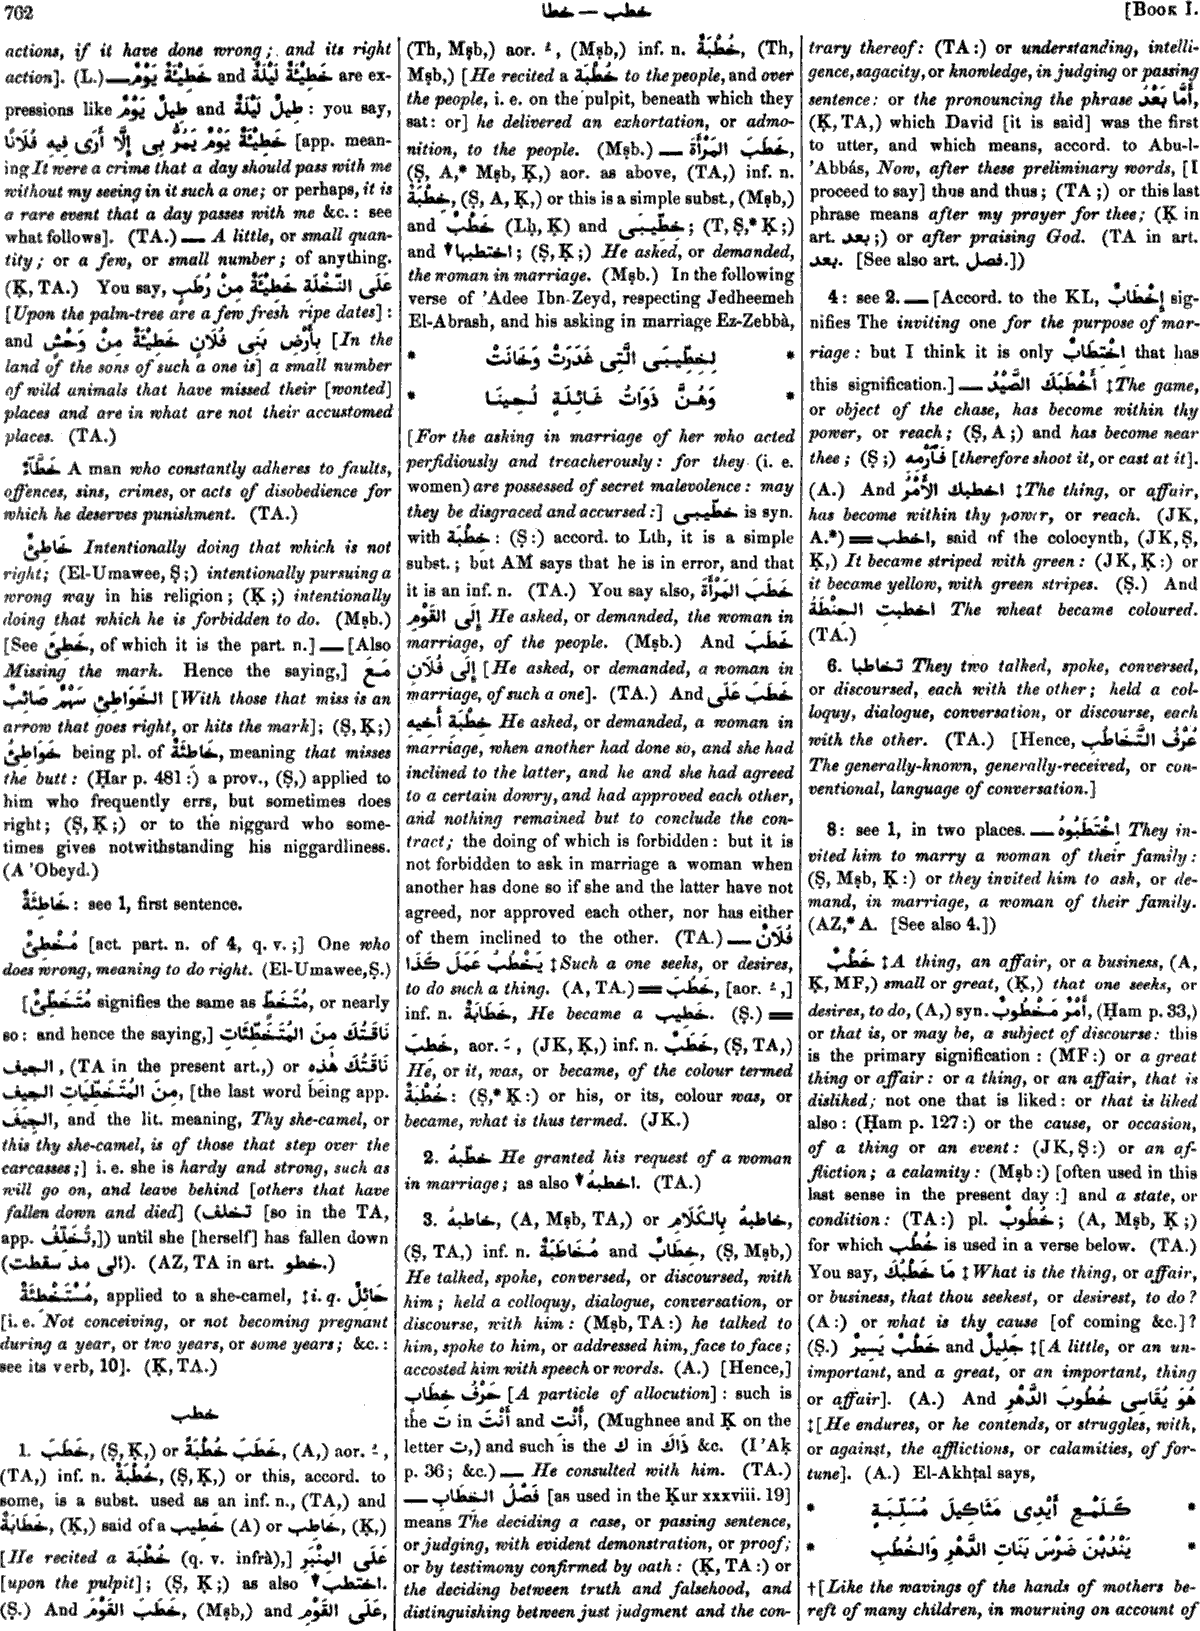 762
خطب — خطا
[Book I.
actions, if it have done wrong; and its right
action]. (L.) — خَطِيْئَةُ يَوْمٍ and خَطِيْئَةُ لَيْلَةٍ are ex-
pressions like طِيلُ يَوْمٍ and طِيلُ لَيْلَةٍ : you say,
خَطِيْئَةُ يَوْمٍ يَمُرُّ بِى إِلَّا أَرَى فِيهِ فُلَانًا [app. mean-
ing It were a crime that a day should pass with me
without my seeing in it such a one; or perhaps, it is
a rare event that a day passes with me &c.: see
what follows]. (TA.) — A little, or small quan-
tity; or a few, or small number; of anything.
(Ḳ, TA.) You say, عَلَى النَّخْلَةِ خَطِيْئَةٌ مِنْ رُطَبٍ
[Upon the palm-tree are a few fresh ripe dates]:
and بِأَرْضِ بَنِى فُلَانٍ خَطِيْئَةٌ مِنْ وَحْشٍ [In the
land of the sons of such a one is] a small number
of wild animals that have missed their [wonted]
places and are in what are not their accustomed
places. (TA.)
خَطَّآءٌ A man who constantly adheres to faults,
offences, sins, crimes, or acts of disobedience for
which he deserves punishment. (TA.)
خَاطِئٌ Intentionally doing that which is not
right; (El-Umawee, Ṣ;) intentionally pursuing a
wrong way in his religion; (Ḳ;) intentionally
doing that which he is forbidden to do. (Mṣb.)
[See خَطِئَ, of which it is the part. n.] — [Also
Missing the mark. Hence the saying,] مَعَ
الخَوَاطِئِ سَهْمٌ صَائِبٌ [With those that miss is an
arrow that goes right, or hits the mark]; (Ṣ, Ḳ;)
خَوَاطِئُ being pl. of خَاطِئَةٌ, meaning that misses
the butt: (Ḥar p. 481:) a prov., (Ṣ,) applied to
him who frequently errs, but sometimes does
right; (Ṣ, Ḳ;) or to the niggard who some-
times gives notwithstanding his niggardliness.
(A 'Obeyd.)
خَاطِئَةٌ: see 1, first sentence.
مُخْطِئٌ [act. part. n. of 4, q. v.;] One who
does wrong, meaning to do right. (El-Umawee, Ṣ.)
[مُتَخَطِّئٌ signifies the same as مُتَخَطٍّ, or nearly
so: and hence the saying,] نَاقَتُكَ مِنَ المُتَخَطِّئَاتِ
الجيف, (TA in the present art.,) or نَاقَتُكَ هٰذِهِ
مِنَ المُتَخَطِّيَاتِ الجيف, [the last word being app.
الجِيَفَ, and the lit. meaning, Thy she-camel, or
this thy she-camel, is of those that step over the
carcasses;] i. e. she is hardy and strong, such as
will go on, and leave behind [others that have
fallen down and died] (تخلف [so in the TA,
app. تُخَلِّفُ,]) until she [herself] has fallen down
(الى مذ سقطت). (AZ, TA in art. خطو.)
مُسْتَخْطِئَةٌ, applied to a she-camel, ‡ i. q. حَائِلٌ
[i. e. Not conceiving, or not becoming pregnant
during a year, or two years, or some years; &c.:
see its verb, 10]. (Ḳ, TA.)
خطب
1. خَطَبَ, (Ṣ, Ḳ,) or خَطَبَ خُطْبَةً, (A,) aor. ـُ,
(TA,) inf. n. خُطْبَةٌ, (Ṣ, Ḳ,) or this, accord. to
some, is a subst. used as an inf. n., (TA,) and
خَطَابَةٌ, (Ḳ,) said of a خَطِيب (A) or خَاطِب, (Ḳ,)
[He recited a خُطْبَة (q. v. infrà),] عَلَى المِنْبَرِ
[upon the pulpit]; (Ṣ, Ḳ;) as also ▼ اختطب.
(Ṣ.) And خَطَبَ القَوْمَ, (Mṣb,) and عَلَى القَوْمِ,
(Th, Mṣb,) aor. ـُ, (Mṣb,) inf. n. خُطْبَةٌ, (Th,
Mṣb,) [He recited a خُطْبَة to the people, and over
the people, i. e. on the pulpit, beneath which they
sat: or] he delivered an exhortation, or admo-
nition, to the people. (Mṣb.) — خَطَبَ المَرْأَةَ,
(Ṣ, A,* Mṣb, Ḳ,) aor. as above, (TA,) inf. n.
خِطْبَةٌ, (Ṣ, A, Ḳ,) or this is a simple subst., (Mṣb,)
and خَطْبٌ (Lḥ, Ḳ) and خِطِّيبَى; (T, Ṣ,* Ḳ;)
and ▼ اختطبها; (Ṣ, Ḳ;) He asked, or demanded,
the woman in marriage. (Mṣb.) In the following
verse of 'Adee Ibn-Zeyd, respecting Jedheemeh
El-Abrash, and his asking in marriage Ez-Zebbà,
* لِخِطِّيبَى الَّتِى غَدَرَتْ وَخَانَتْ *
* وَهُنَّ ذَوَاتُ غَائِلَةٍ لُحِينَا *
[For the asking in marriage of her who acted
perfidiously and treacherously: for they (i. e.
women) are possessed of secret malevolence: may
they be disgraced and accursed:] خِطِّيبى is syn.
with خِطْبَةٌ: (Ṣ:) accord. to Lth, it is a simple
subst.; but AM says that he is in error, and that
it is an inf. n. (TA.) You say also, خَطَبَ المَرْأَةَ
إِلَى القَوْمِ He asked, or demanded, the woman in
marriage, of the people. (Mṣb.) And خَطَبَ
إِلَى فُلَانٍ [He asked, or demanded, a woman in
marriage, of such a one]. (TA.) And خَطَبَ عَلَى
خِطْبَةِ أَخِيهِ He asked, or demanded, a woman in
marriage, when another had done so, and she had
inclined to the latter, and he and she had agreed
to a certain dowry, and had approved each other,
and nothing remained but to conclude the con-
tract; the doing of which is forbidden: but it is
not forbidden to ask in marriage a woman when
another has done so if she and the latter have not
agreed, nor approved each other, nor has either
of them inclined to the other. (TA.) — فُلَانٌ
يَخْطُبُ عَمَلَ كَذَا ‡ Such a one seeks, or desires,
to do such a thing. (A, TA.) = خَطُبَ, [aor. ـُ,]
inf. n. خَطَابَةٌ, He became a خَطِيب. (Ṣ.) =
خَطِبَ, aor. ـَ, (JK, Ḳ,) inf. n. خَطَبٌ, (Ṣ, TA,)
He, or it, was, or became, of the colour termed
خُطْبَةٌ: (Ṣ,* Ḳ:) or his, or its, colour was, or
became, what is thus termed. (JK.)
2. خطّبهُ He granted his request of a woman
in marriage; as also ▼ اخطبهُ. (TA.)
3. خاطبهُ, (A, Mṣb, TA,) or خاطبهُ بِالكَلَامِ,
(Ṣ, TA,) inf. n. مُخَاطَبَةٌ and خِطَابٌ, (Ṣ, Mṣb,)
He talked, spoke, conversed, or discoursed, with
him; held a colloquy, dialogue, conversation, or
discourse, with him: (Mṣb, TA:) he talked to
him, spoke to him, or addressed him, face to face;
accosted him with speech or words. (A.) [Hence,]
حَرْفُ خِطَابٍ [A particle of allocution]: such is
the ت in أَنْتَ and أَنْتِ, (Mughnee and Ḳ on the
letter ت,) and such is the ك in ذَاكَ &c. (I 'Aḳ
p. 36; &c.) — He consulted with him. (TA.)
— فَصْلُ الخِطَابِ [as used in the Ḳur xxxviii. 19]
means The deciding a case, or passing sentence,
or judging, with evident demonstration, or proof;
or by testimony confirmed by oath: (Ḳ, TA:) or
the deciding between truth and falsehood, and
distinguishing between just judgment and the con-
trary thereof: (TA:) or understanding, intelli-
gence, sagacity, or knowledge, in judging or passing
sentence: or the pronouncing the phrase أَمَّا بَعْدُ,
(Ḳ, TA,) which David [it is said] was the first
to utter, and which means, accord. to Abu-l-
'Abbás, Now, after these preliminary words, [I
proceed to say] thus and thus; (TA;) or this last
phrase means after my prayer for thee; (Ḳ in
art. بعد;) or after praising God. (TA in art.
بعد. [See also art. فصل.])
4: see 2. — [Accord. to the KL, إِخْطَابٌ sig-
nifies The inviting one for the purpose of mar-
riage: but I think it is only اِخْتِطَابٌ that has
this signification.] — أَخْطَبَكَ الصَّيْدُ ‡ The game,
or object of the chase, has become within thy
power, or reach; (Ṣ, A;) and has become near
thee; (Ṣ;) فَٱرْمِهِ [therefore shoot it, or cast at it].
(A.) And اخطبك الأَمْرُ ‡ The thing, or affair,
has become within thy power, or reach. (JK,
A.*) = اخطب, said of the colocynth, (JK, Ṣ,
Ḳ,) It became striped with green: (JK, Ḳ:) or
it became yellow, with green stripes. (Ṣ.) And
اخطبت الحِنْطَةُ The wheat became coloured.
(TA.)
6. تخاطبا They two talked, spoke, conversed,
or discoursed, each with the other; held a col-
loquy, dialogue, conversation, or discourse, each
with the other. (TA.) [Hence, عُرْفُ التَّخَاطُبِ
The generally-known, generally-received, or con-
ventional, language of conversation.]
8: see 1, in two places. — اِخْتَطَبُوهُ They in-
vited him to marry a woman of their family:
(Ṣ, Mṣb, Ḳ:) or they invited him to ask, or de-
mand, in marriage, a woman of their family.
(AZ,* A. [See also 4.])
خَطْبٌ ‡ A thing, an affair, or a business, (A,
Ḳ, MF,) small or great, (Ḳ,) that one seeks, or
desires, to do, (A,) syn. أَمْرٌ مَخْطُوبٌ, (Ḥam p. 33,)
or that is, or may be, a subject of discourse: this
is the primary signification: (MF:) or a great
thing or affair: or a thing, or an affair, that is
disliked; not one that is liked: or that is liked
also: (Ḥam p. 127:) or the cause, or occasion,
of a thing or an event: (JK, Ṣ:) or an af-
fliction; a calamity: (Mṣb:) [often used in this
last sense in the present day:] and a state, or
condition: (TA:) pl. خُطُوبٌ; (A, Mṣb, Ḳ;)
for which خُطُب is used in a verse below. (TA.)
You say, مَا خَطْبُكَ ‡ What is the thing, or affair,
or business, that thou seekest, or desirest, to do?
(A:) or what is thy cause [of coming &c.]?
(Ṣ.) خَطْبٌ يَسِيرٌ and جَلِيلٌ ‡ [A little, or an un-
important, and a great, or an important, thing
or affair]. (A.) And هُوَ يُقَاسِى خُطُوبَ الدَّهْرِ
‡ [He endures, or he contends, or struggles, with,
or against, the afflictions, or calamities, of for-
tune]. (A.) El-Akhṭal says,
* كَلَمْعِ أَيْدِى مَثَاكِيلَ مُسَلِّبَةٍ *
* يَنْدُبْنَ ضَرْسَ بَنَاتِ الدَّهْرِ وَالخُطُبِ *
† [Like the wavings of the hands of mothers be-
reft of many children, in mourning on account of